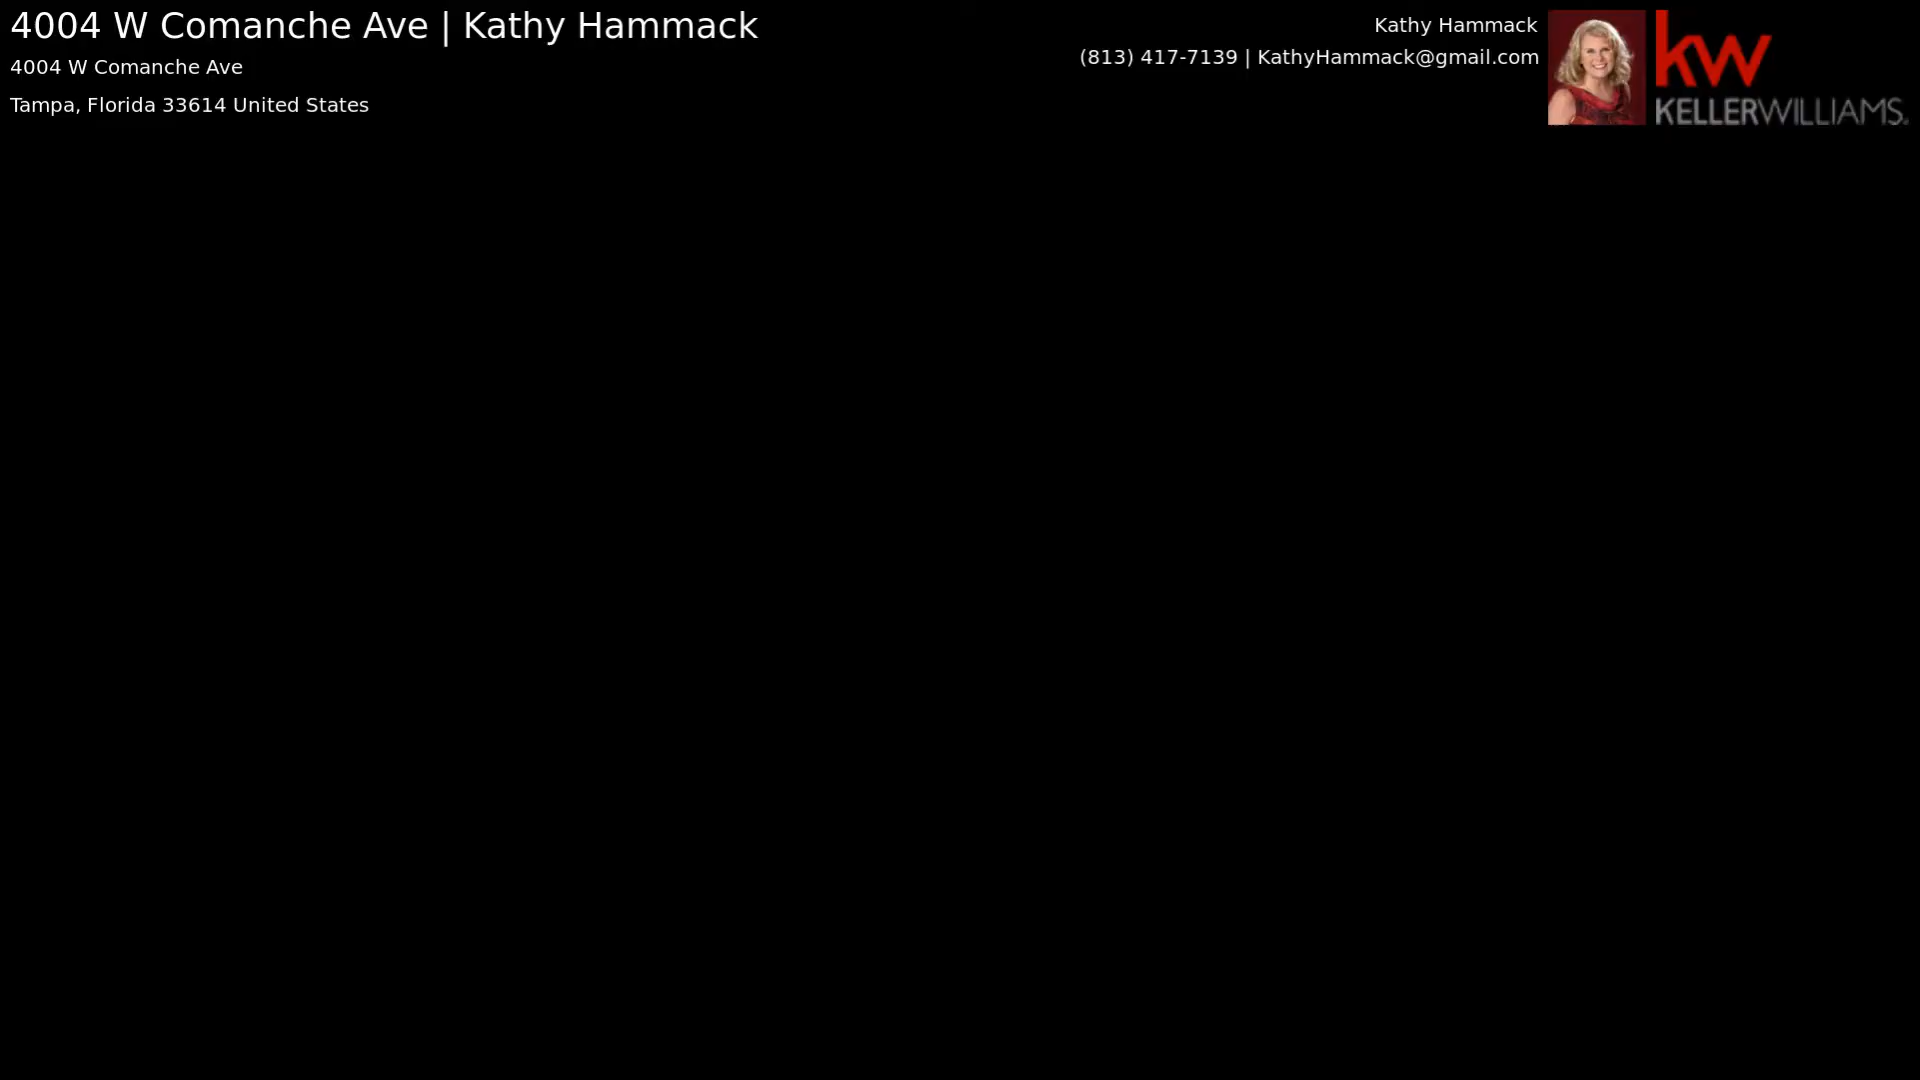 4004 W Comanche Ave | Kathy Hammack
4004 W Comanche Ave
Tampa, Florida 33614 United States
Kathy Hammack
(813) 417-7139 | KathyHammack@gmail.com
kw
KELLERWILLIAMS.